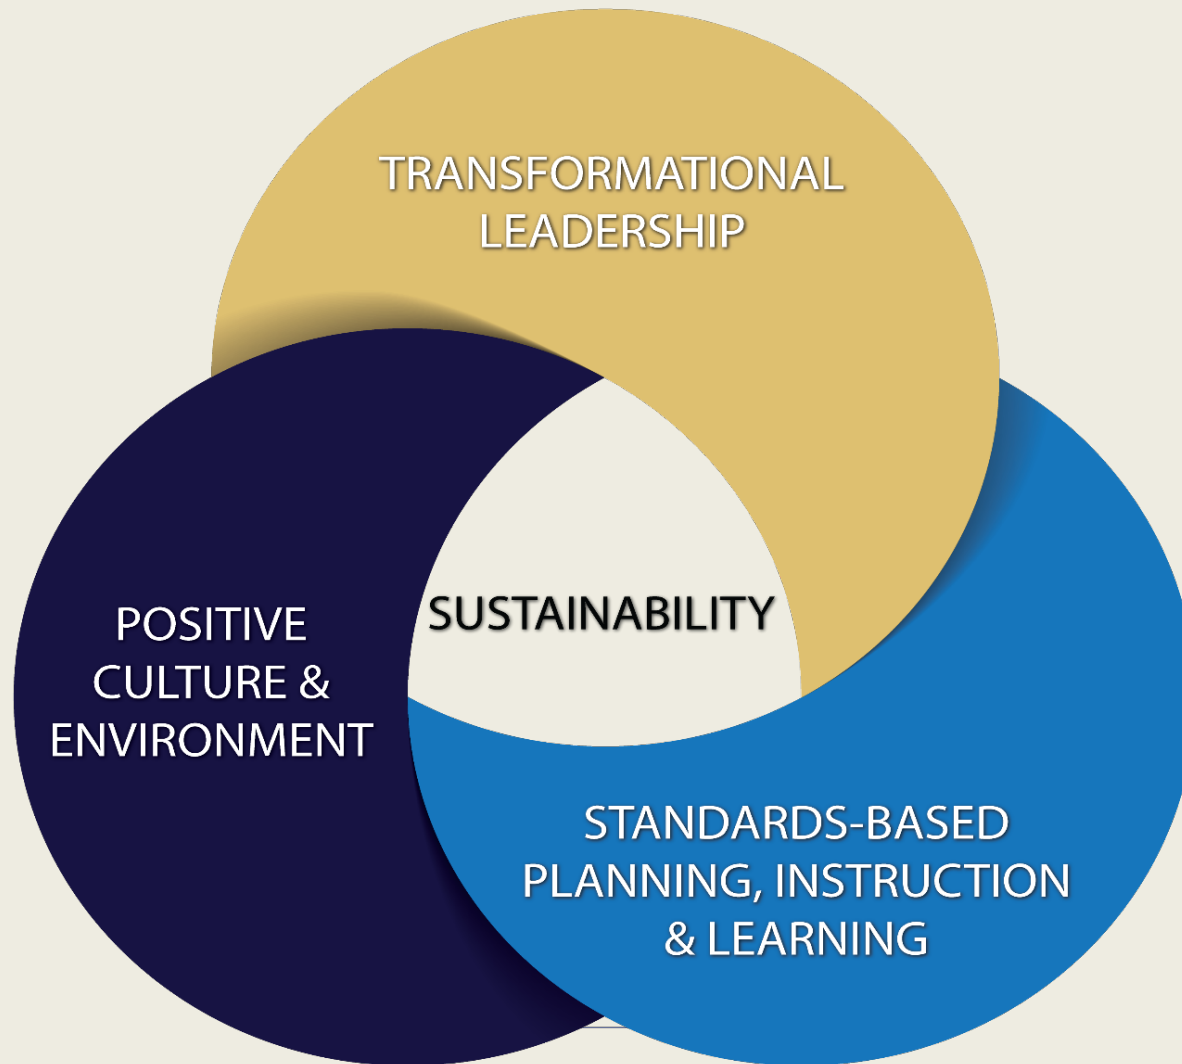 TRANSFORMATIONAL
LEADERSHIP
SUSTAINABILITY
POSITIVE
CULTURE &
ENVIRONMENT
STANDARDS-BASED
PLANNING, INSTRUCTION
& LEARNING